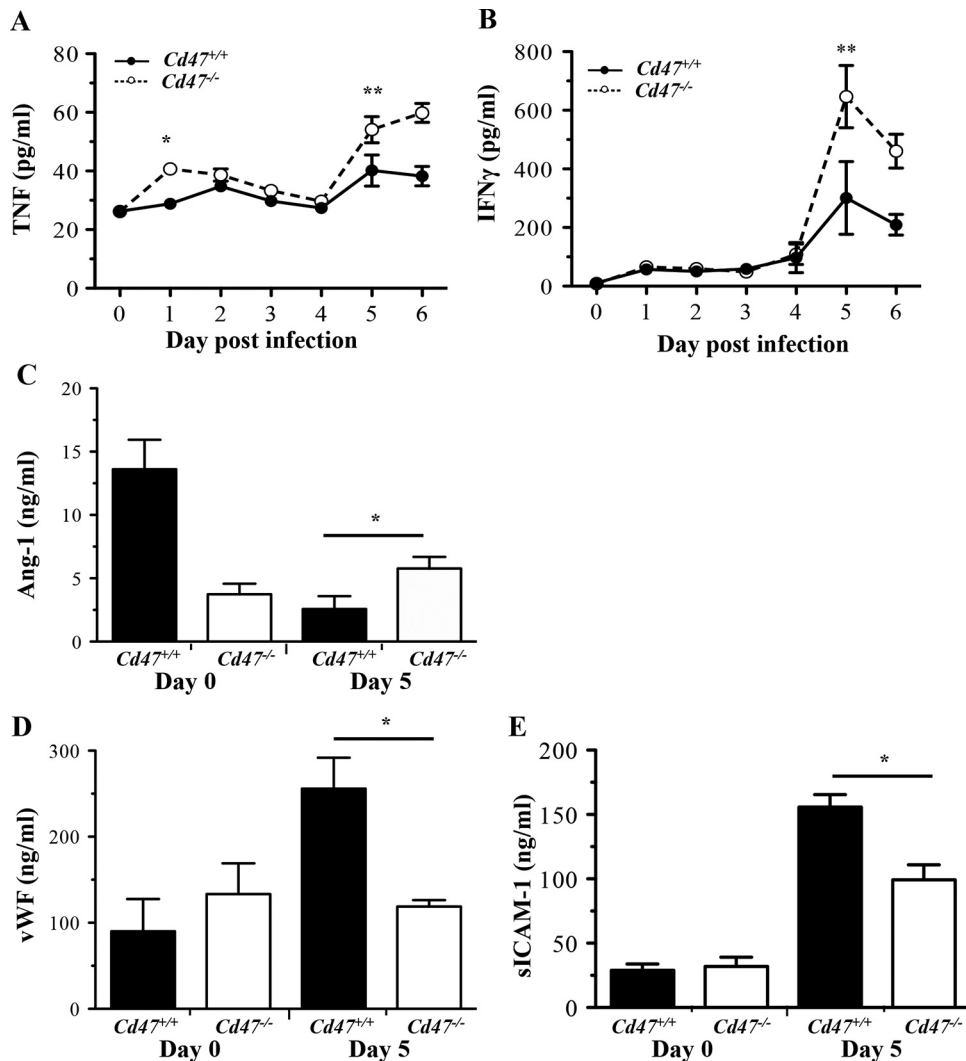 A
Cd47+/+
Cd47-/-
TNF (pg/ml)
80
60
40
20
0
*
**
0 1 2 3 4 5 6
Day post infection
B
Cd47+/+
Cd47-/-
IFNγ (pg/ml)
800
600
400
200
0
**
0 1 2 3 4 5 6
Day post infection
C
Ang-1 (ng/ml)
20
15
10
5
0
*
Cd47+/+ Cd47-/- Cd47+/+ Cd47-/-
Day 0 Day 5
D
vWF (ng/ml)
300
200
100
0
*
Cd47+/+ Cd47-/- Cd47+/+ Cd47-/-
Day 0 Day 5
E
sICAM-1 (ng/ml)
200
150
100
50
0
*
Cd47+/+ Cd47-/- Cd47+/+ Cd47-/-
Day 0 Day 5